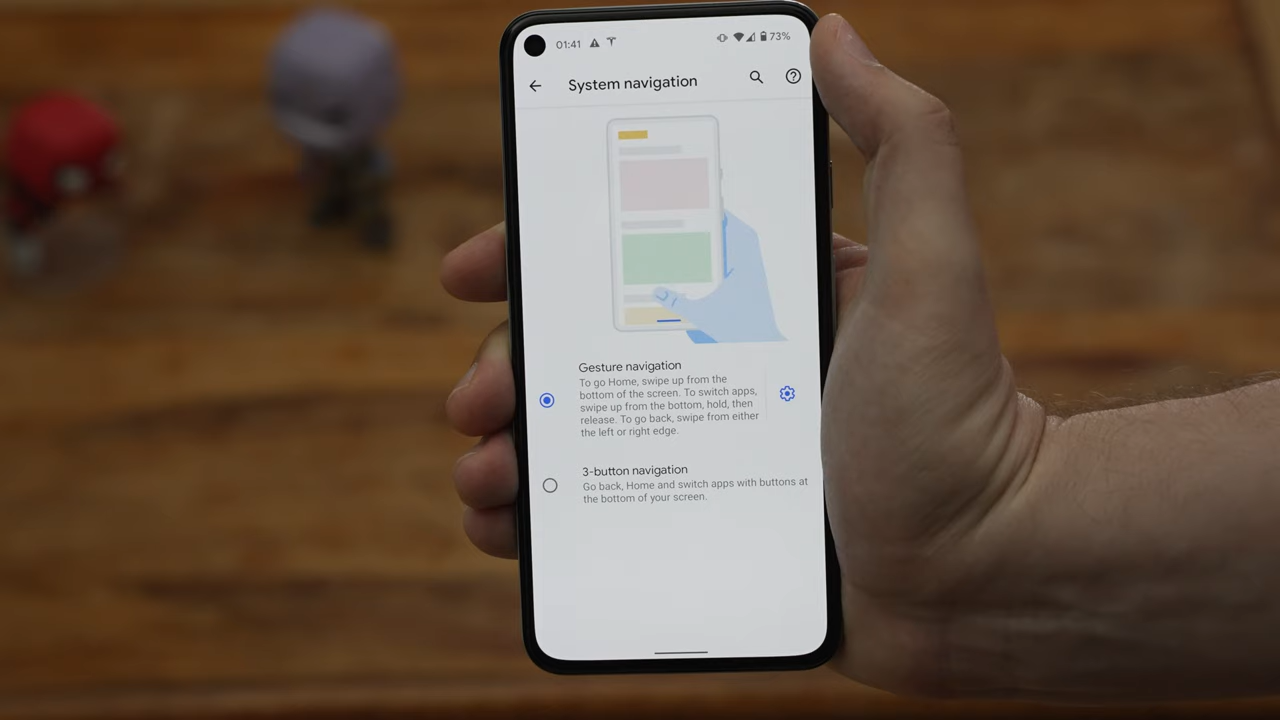 01:41 73%
System navigation
Gesture navigation
To go Home, swipe up from the
bottom of the screen. To switch apps,
swipe up from the bottom, hold, then
release. To go back, swipe from either
the left or right edge.
3-button navigation
Go back, Home and switch apps with buttons at
the bottom of your screen.